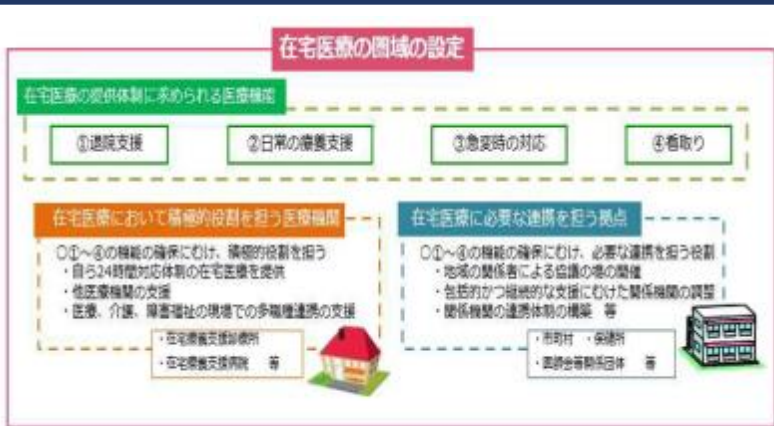 在宅医療の圏域の設定
在宅医療の提供体制に求められる医療機能
①退院支援
②日常の療養支援
③急変時の対応
④看取り
在宅医療において積極的役割を担う医療機関
○①～④の機能の確保にむけ、積極的役割を担う
・自ら24時間対応体制の在宅医療を提供
・他医療機関の支援
・医療、介護、障害福祉の現場での多職種連携の支援
・在宅療養支援診療所
・在宅療養支援病院 等
在宅医療に必要な連携を担う拠点
○①～④の機能の確保にむけ、必要な連携を担う役割
・地域の関係者による協議の場の開催
・包括的かつ継続的な支援にむけた関係機関の調整
・関係機関の連携体制の構築 等
・市町村 ・保健所
・医師会等関係団体 等